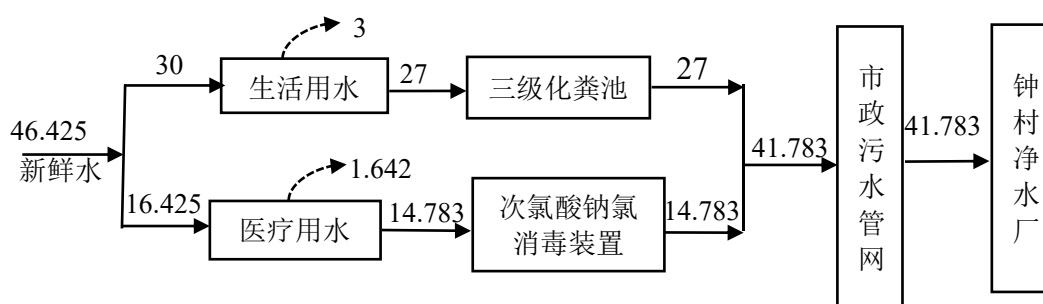 3
30
生活用水
27
三级化粪池
27
46.425
新鲜水
1.642
16.425
医疗用水
14.783
次氯酸钠氯
消毒装置
14.783
41.783
市政污水管网
41.783
钟村净水厂